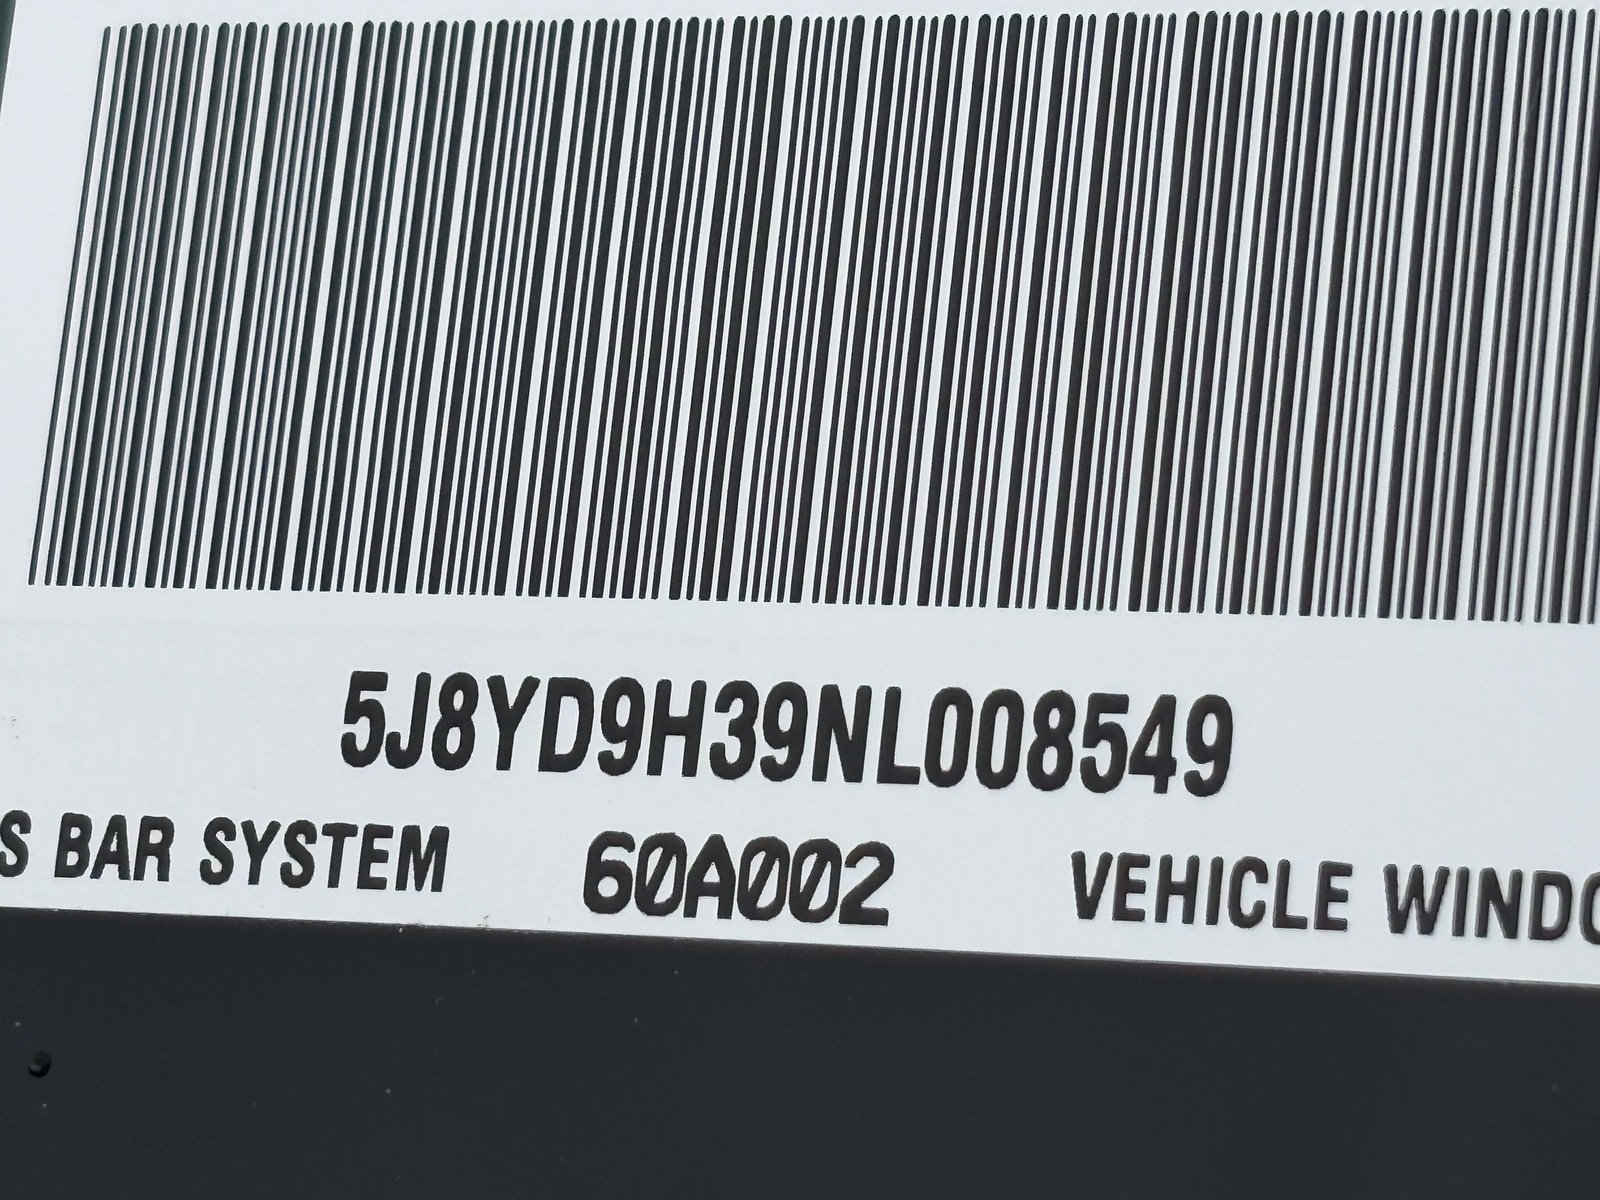 5J8YD9H39NL008549
S BAR SYSTEM 60A002 VEHICLE WINDO